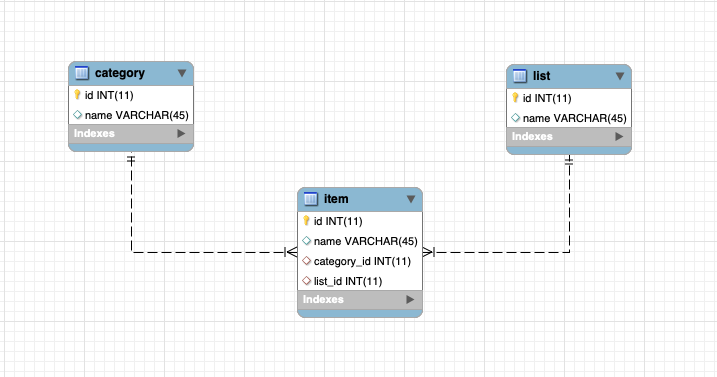 category
id INT(11)
name VARCHAR(45)
Indexes
list
id INT(11)
name VARCHAR(45)
Indexes
item
id INT(11)
name VARCHAR(45)
category_id INT(11)
list_id INT(11)
Indexes